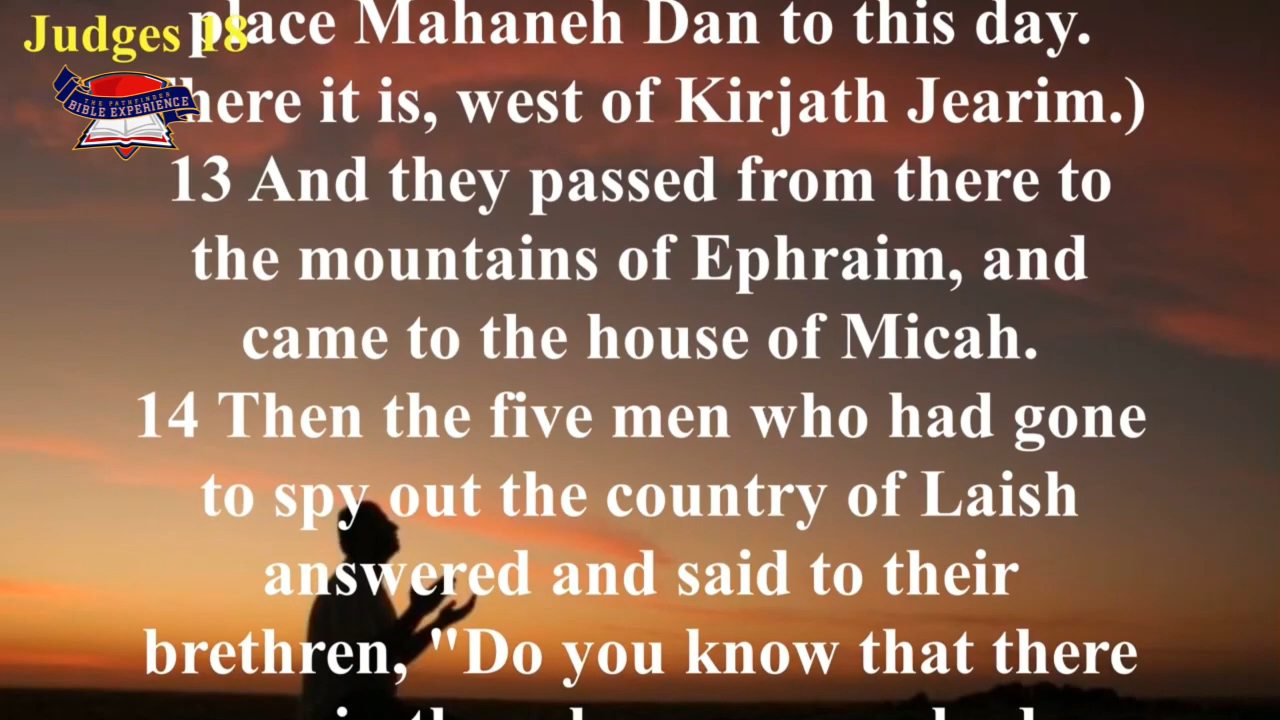 Judges 18
THE PATHFINDER
BIBLE EXPERIENCE
place Mahaneh Dan to this day.
here it is, west of Kirjath Jearim.)
13 And they passed from there to
the mountains of Ephraim, and
came to the house of Micah.
14 Then the five men who had gone
to spy out the country of Laish
answered and said to their
brethren, "Do you know that there